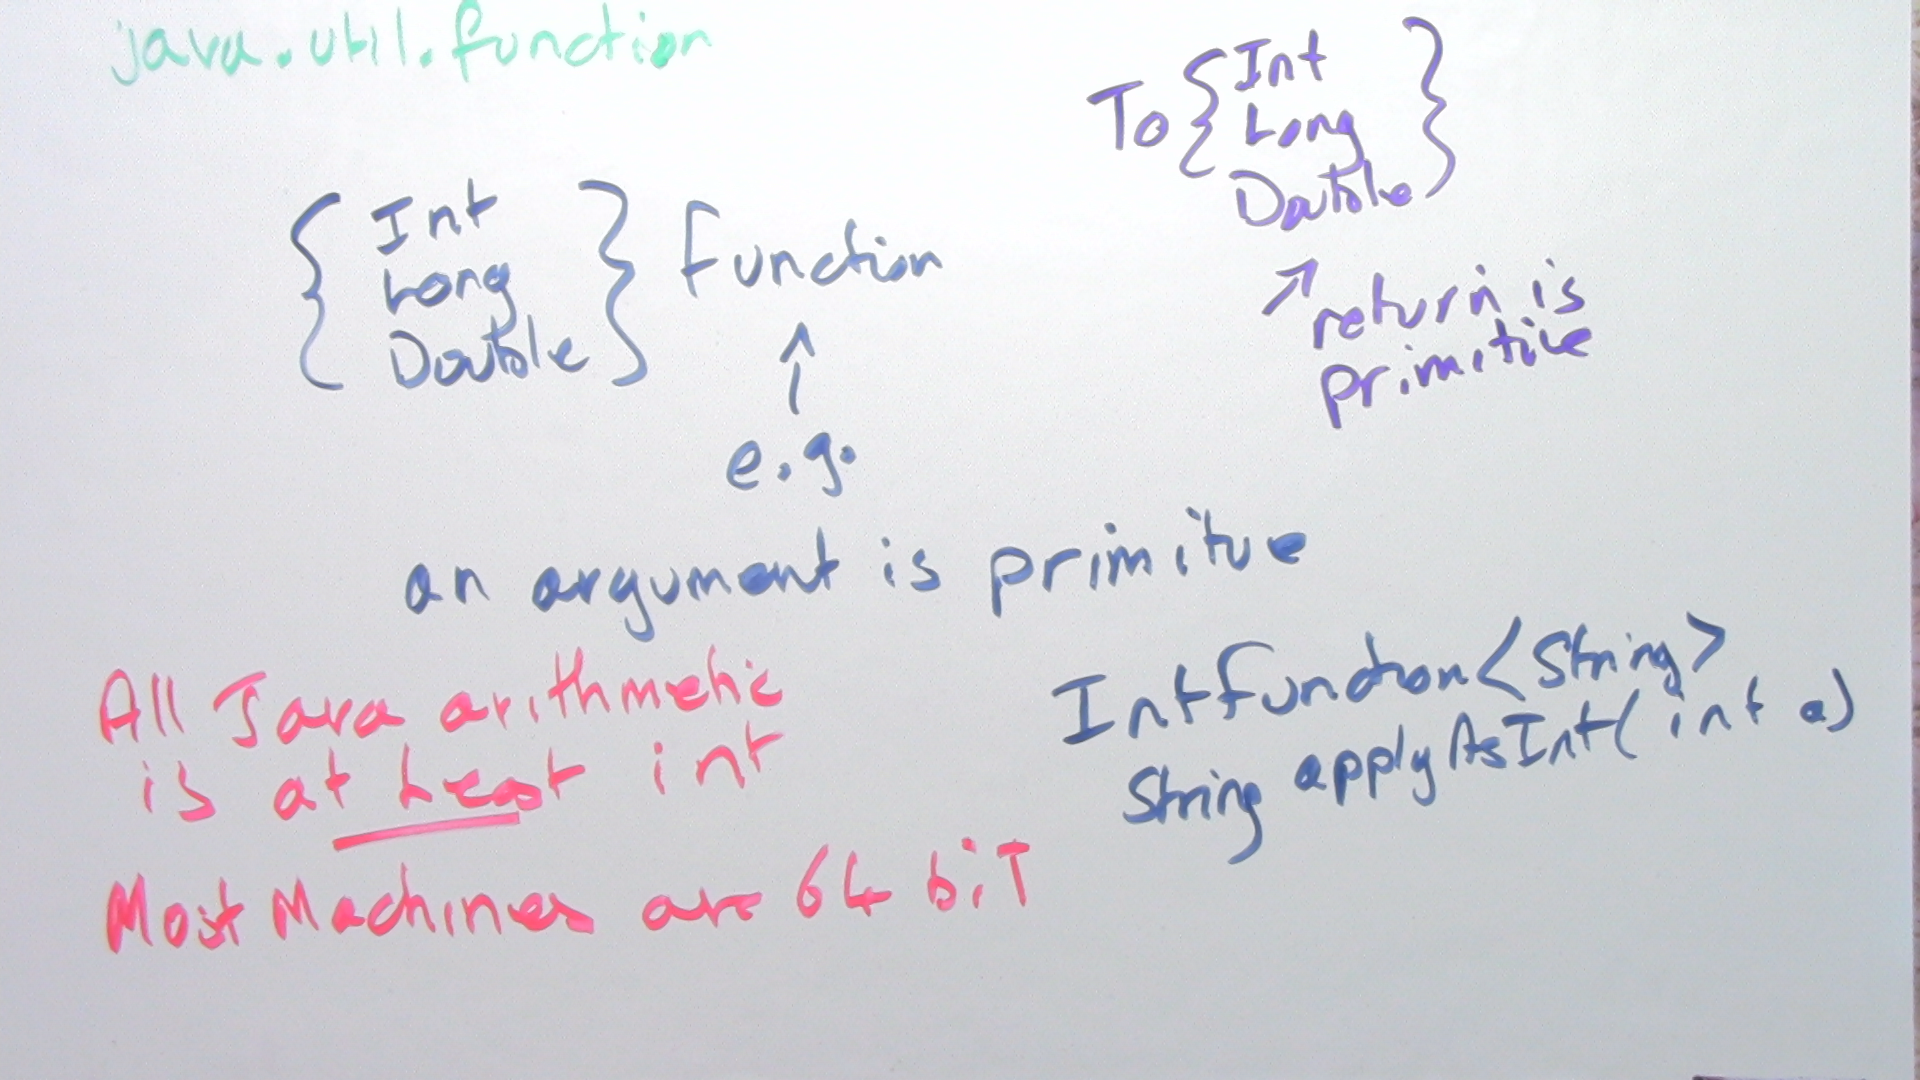 java.util.function
To { Int
Long
Double }
return is
primitive
{ Int
Long
Double } Function
e.g.
an argument is primitive
All Java arithmetic
is at least int
Most Machines are 64 biT
IntFunction<String>
String applyAsInt(int a)